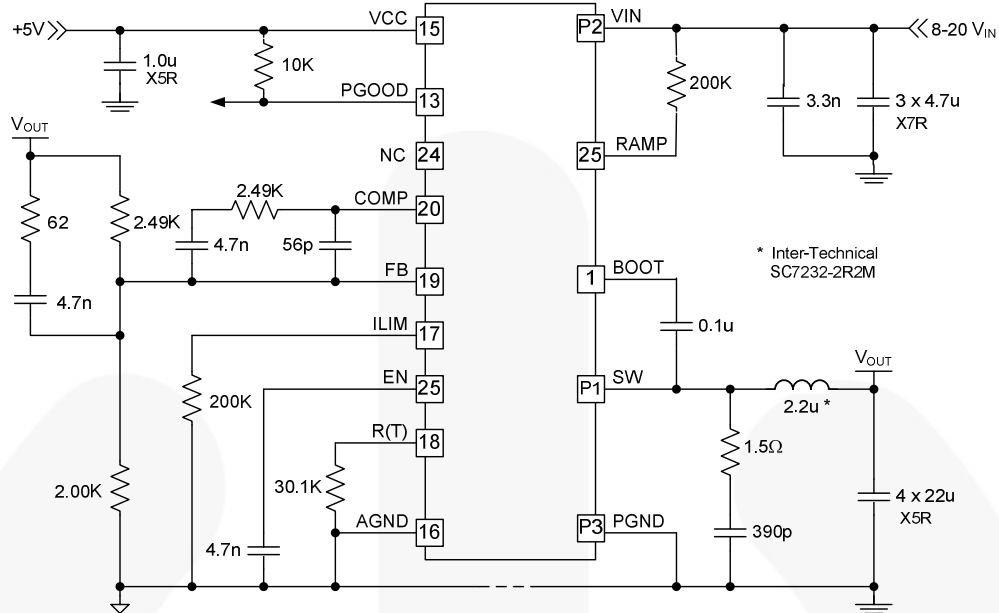 +5V
VCC
15
P2
VIN
8-20 VIN
1.0u
X5R
10K
200K
3.3n
3 x 4.7u
X7R
PGOOD
13
VOUT
NC
24
25
RAMP
62
2.49K
2.49K
COMP
20
4.7n
56p
* Inter-Technical
SC7232-2R2M
4.7n
FB
19
1
BOOT
ILIM
17
0.1u
200K
EN
25
P1
SW
VOUT
2.2u *
R(T)
18
1.5Ω
2.00K
30.1K
4 x 22u
X5R
AGND
16
P3
PGND
390p
4.7n